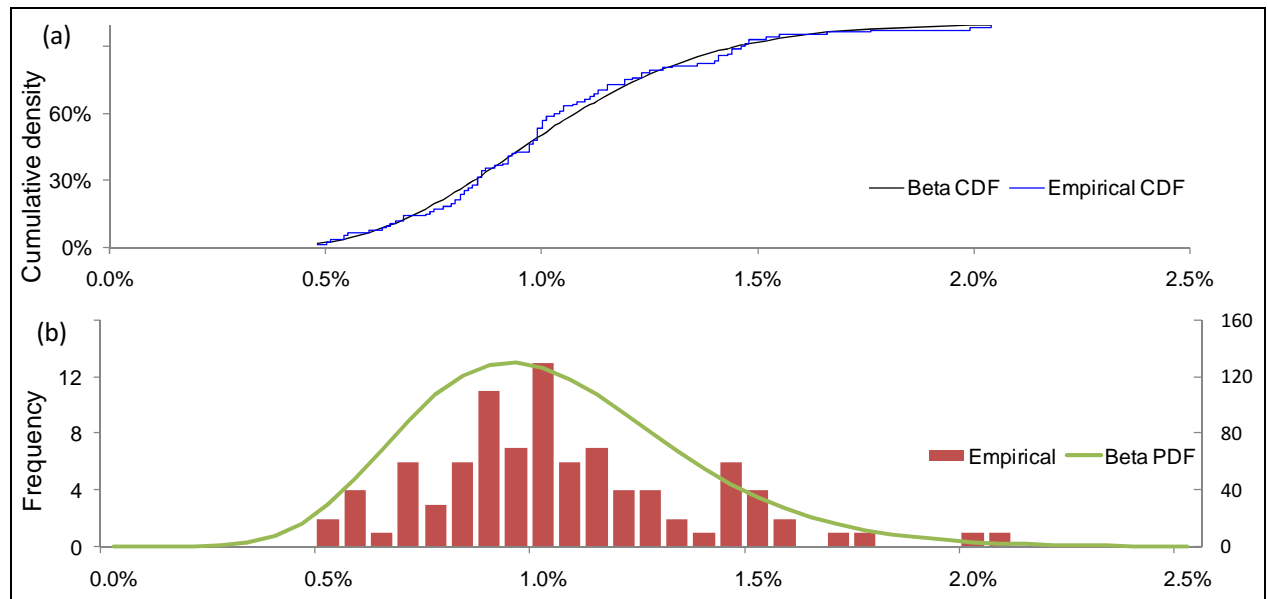 (a)
Cumulative density
60%
30%
0%
Beta CDF Empirical CDF
0.0% 0.5% 1.0% 1.5% 2.0% 2.5%
(b)
Frequency
12
8
4
0
160
120
80
40
0
Empirical Beta PDF
0.0% 0.5% 1.0% 1.5% 2.0% 2.5%